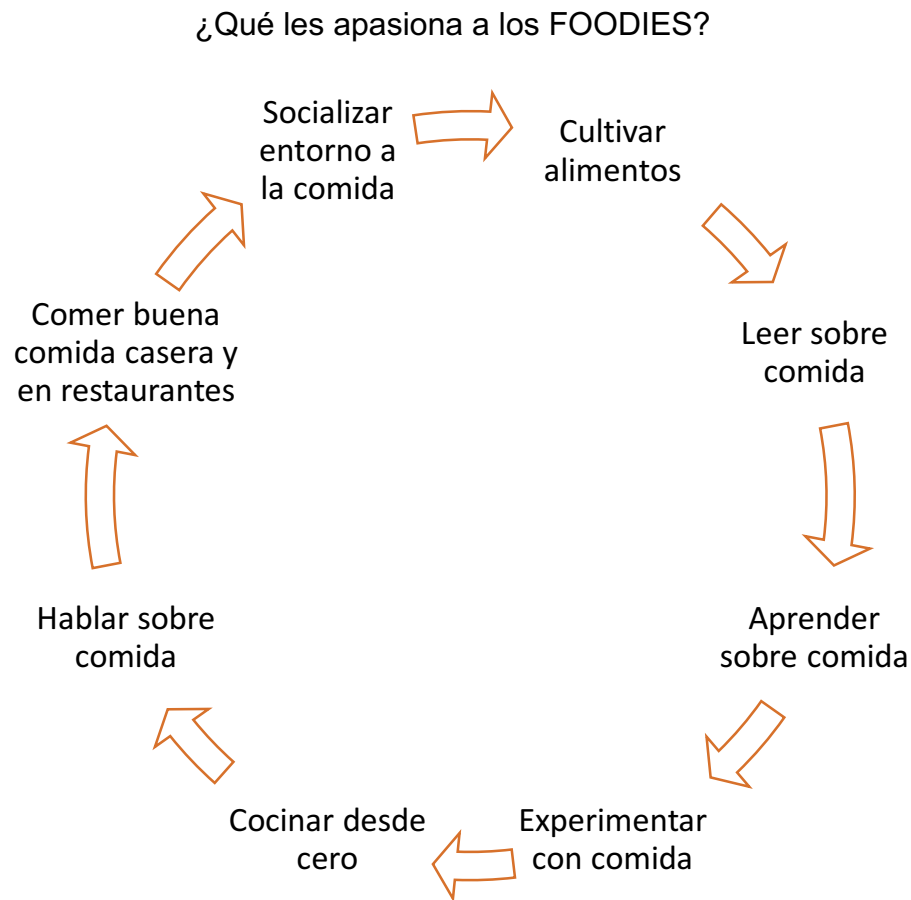 ¿Qué les apasiona a los FOODIES?
Socializar
entorno a
la comida
Cultivar
alimentos
Leer sobre
comida
Aprender
sobre comida
Experimentar
con comida
Cocinar desde
cero
Hablar sobre
comida
Comer buena
comida casera y
en restaurantes